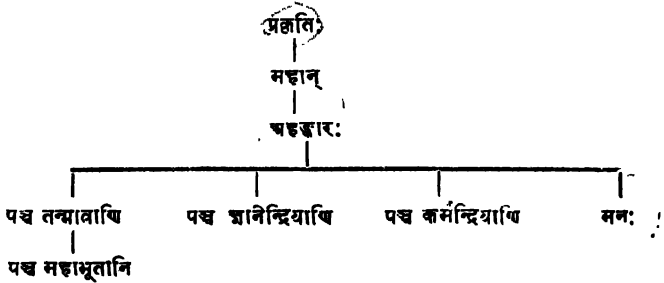 प्रकृतिः
महान्
अहङ्कारः
पञ्च तन्मात्राणि पञ्च ज्ञानेन्द्रियाणि पञ्च कर्मेन्द्रियाणि मनः
पञ्च महाभूतानि